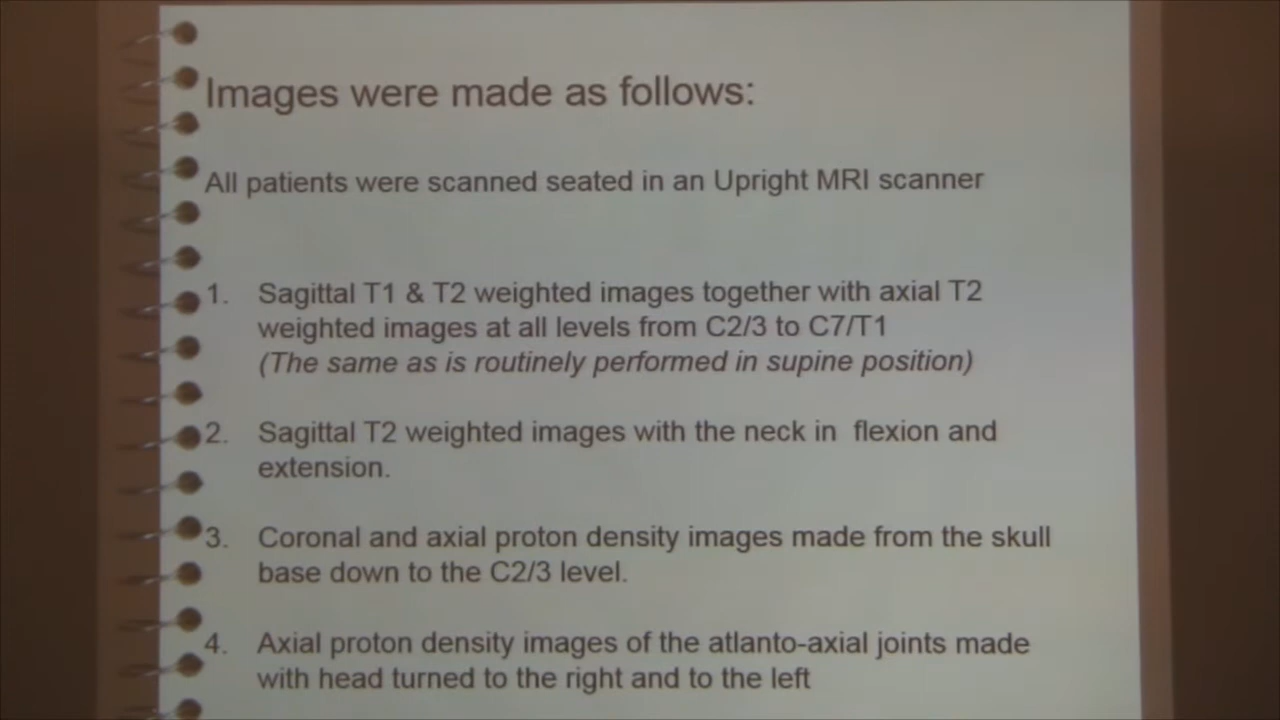 Images were made as follows:
All patients were scanned seated in an Upright MRI scanner
1. Sagittal T1 & T2 weighted images together with axial T2
weighted images at all levels from C2/3 to C7/T1
(The same as is routinely performed in supine position)
2. Sagittal T2 weighted images with the neck in flexion and
extension.
3. Coronal and axial proton density images made from the skull
base down to the C2/3 level.
4. Axial proton density images of the atlanto-axial joints made
with head turned to the right and to the left